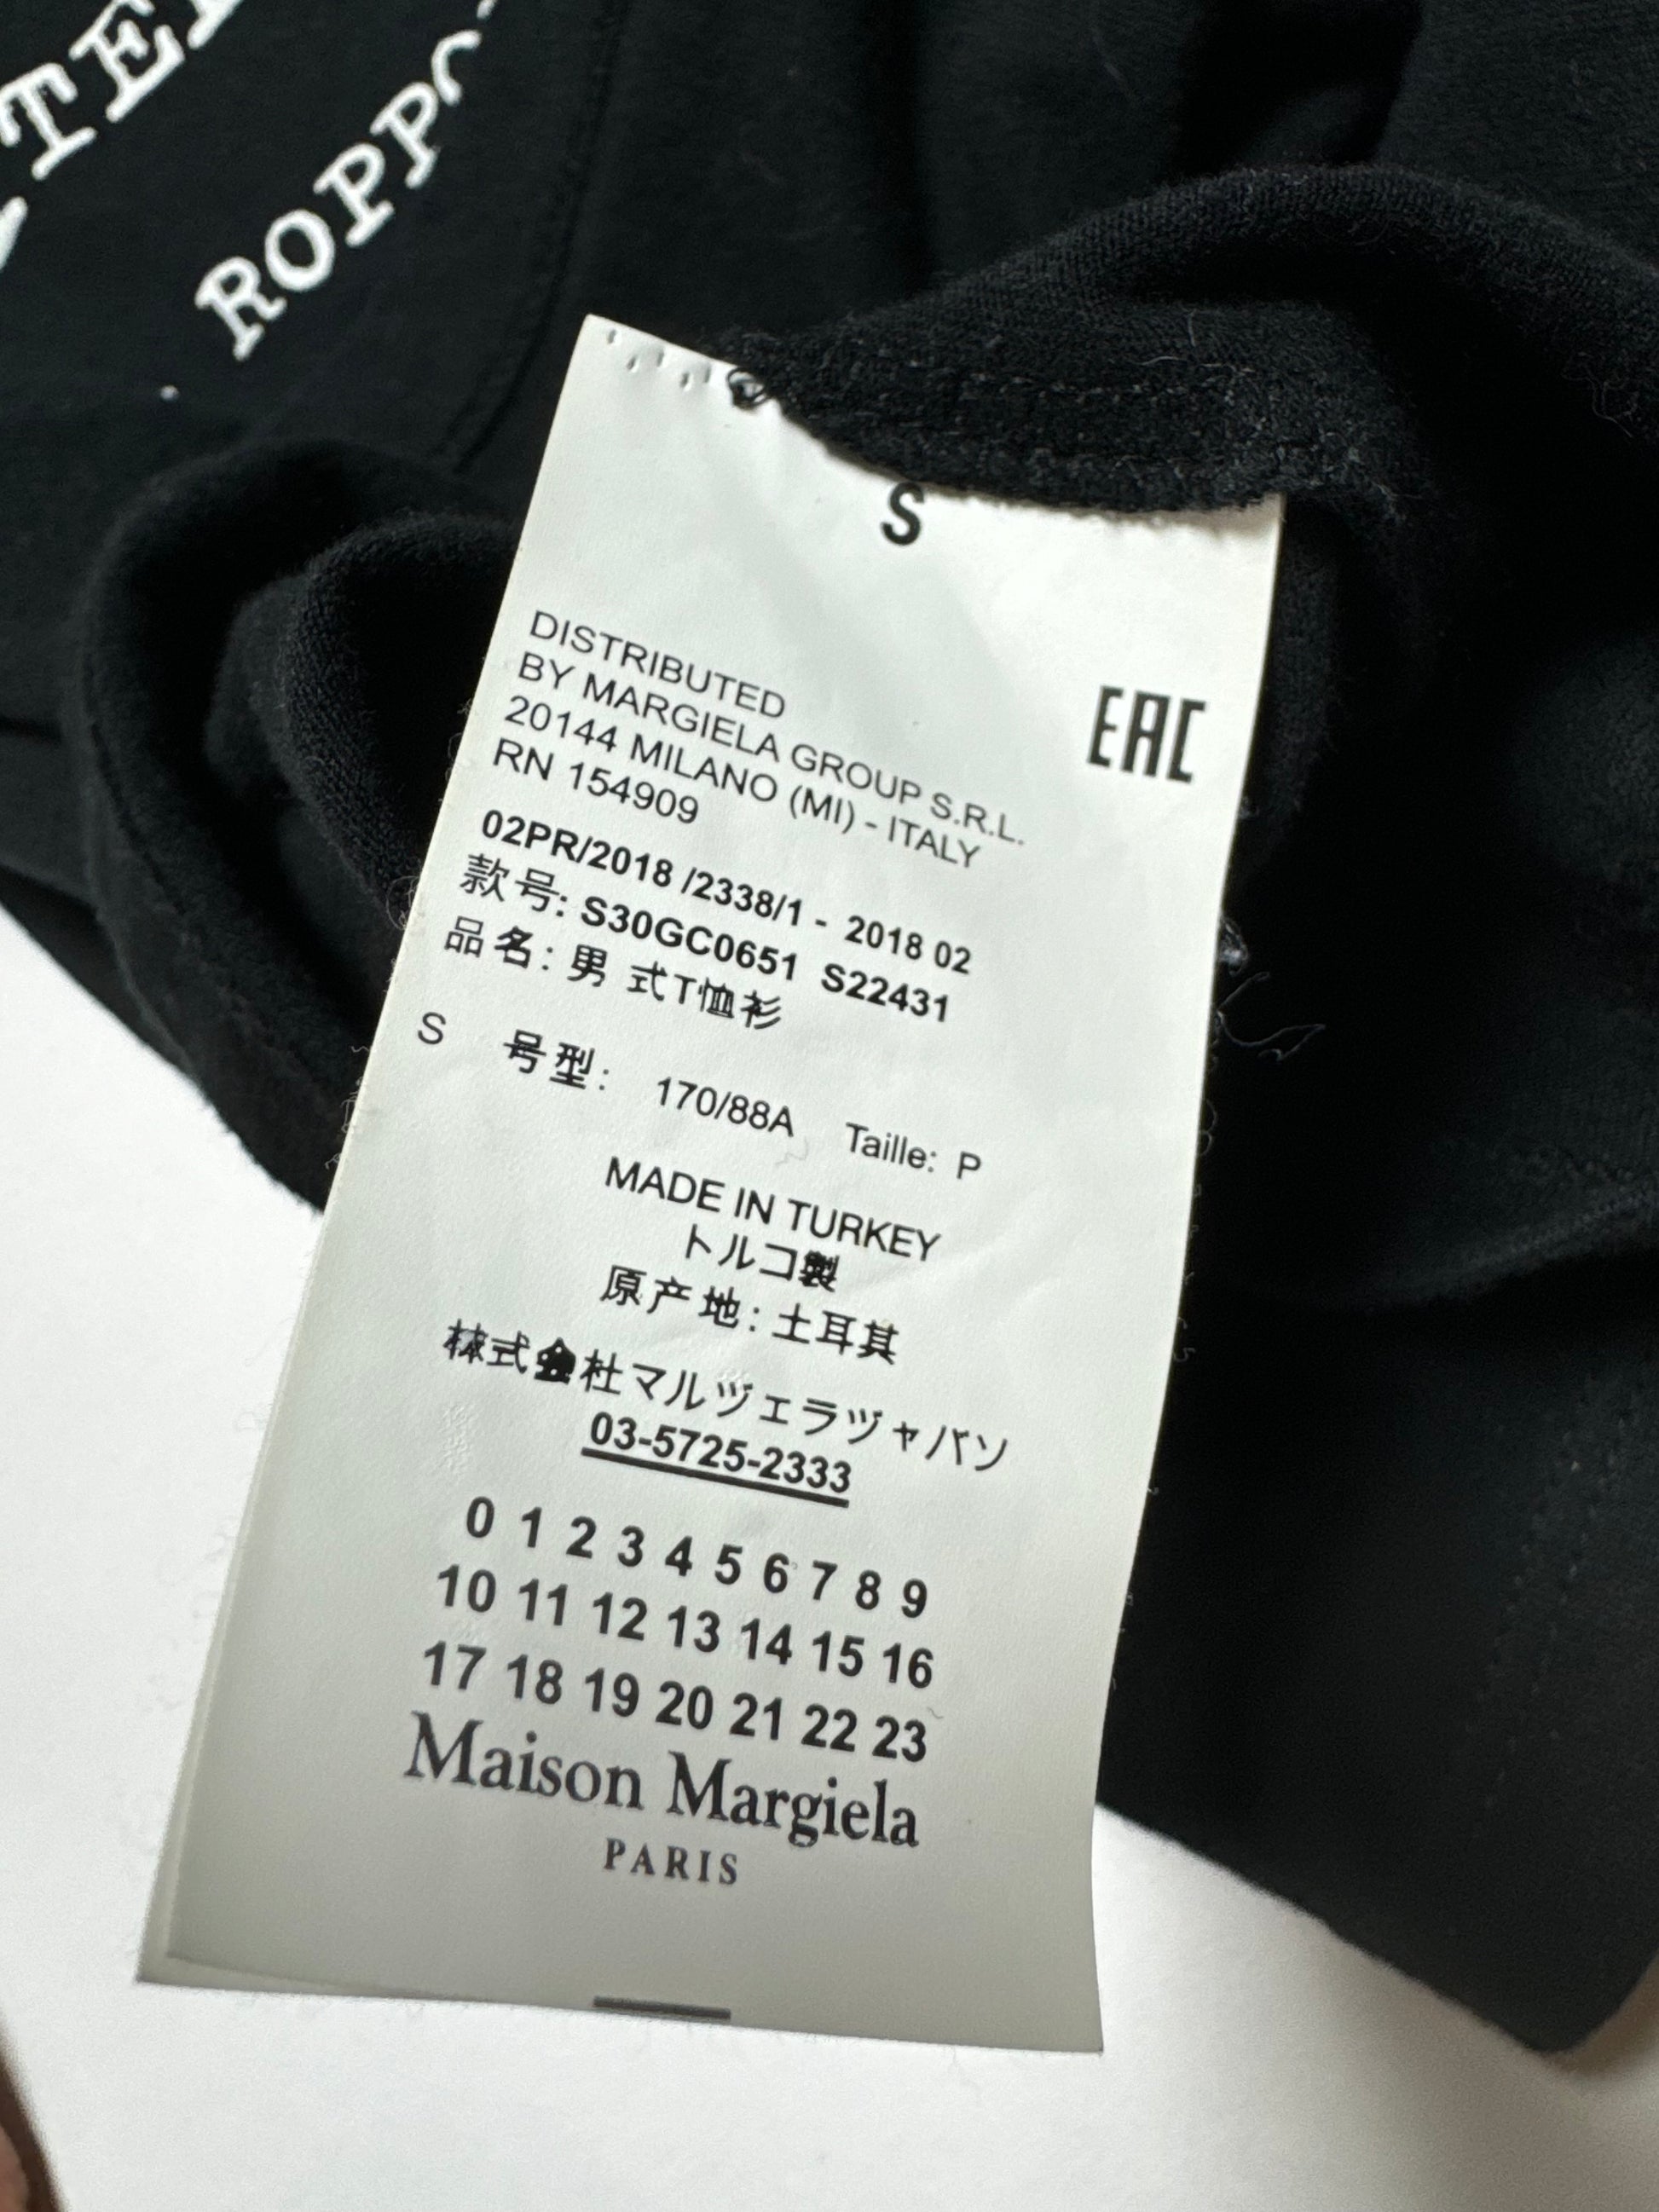 ROPPO
S
EAC
DISTRIBUTED
BY MARGIELA GROUP S.R.L.
20144 MILANO (MI) - ITALY
RN 154909
02PR/2018 /2338/1 - 2018 02
款号: S30GC0651 S22431
品名: 男 式T恤衫
S 号型: 170/88A Taille: P
MADE IN TURKEY
トルコ製
原产地: 土耳其
株式会社マルヅェラヅャパン
03-5725-2333
0 1 2 3 4 5 6 7 8 9
10 11 12 13 14 15 16
17 18 19 20 21 22 23
Maison Margiela
PARIS